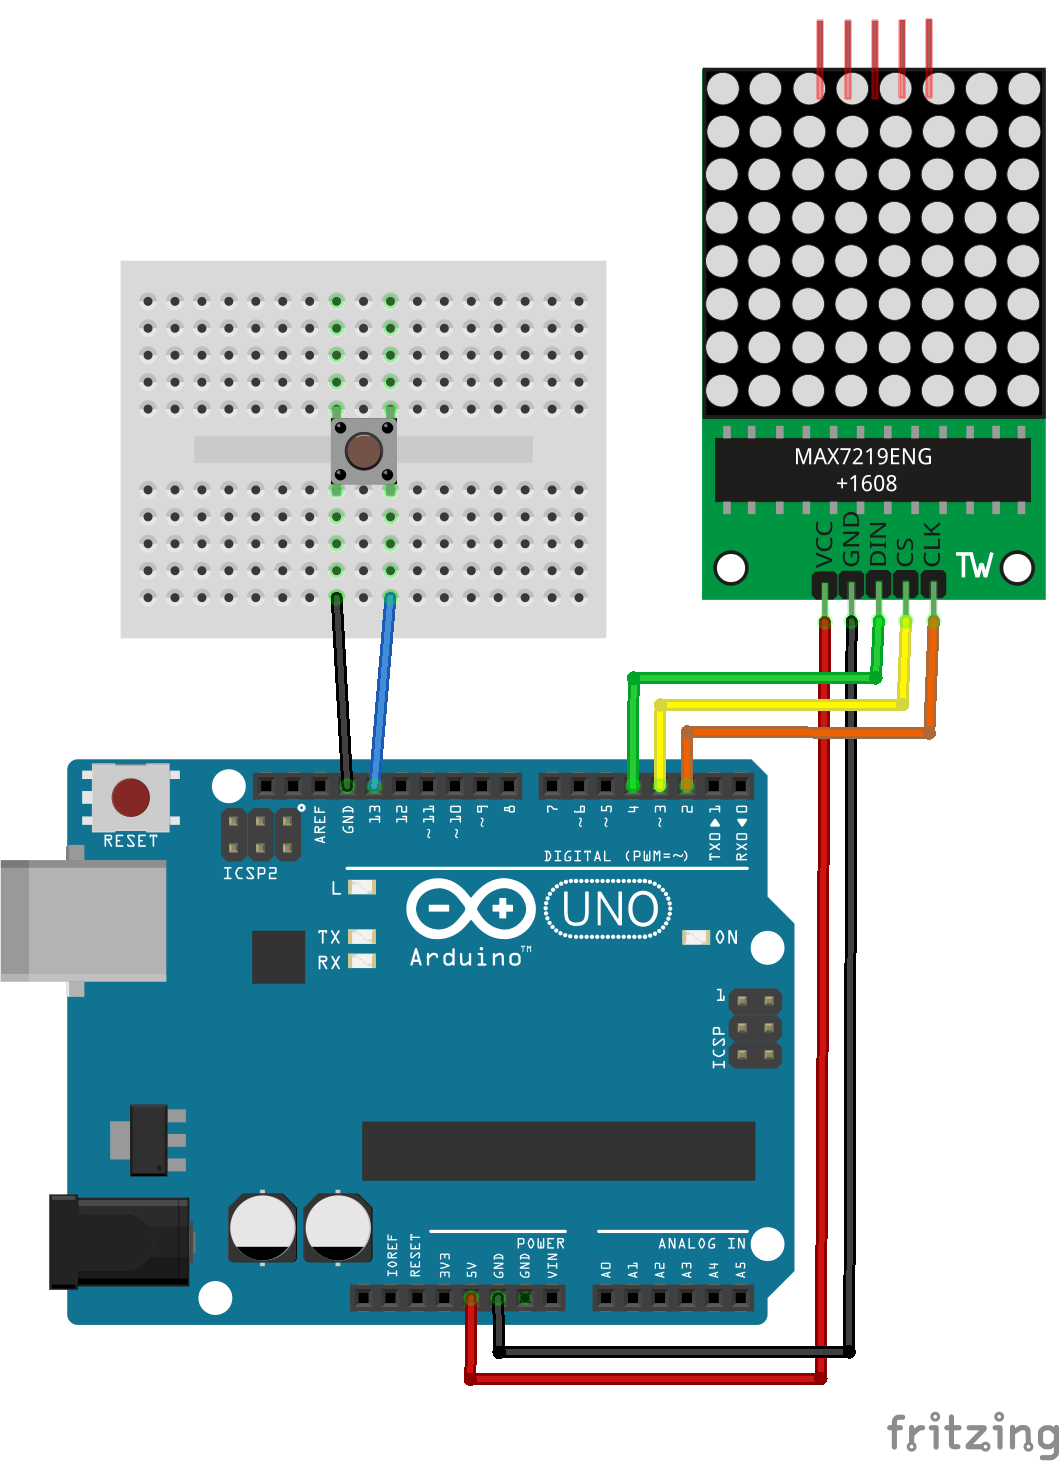 MAX7219ENG
+1608
VCC
GND
DIN
CS
CLK
TW
RESET
ICSP2
AREF
GND
13
12
~11
~10
~9
8
7
~6
~5
4
~3
2
TX0▶1
RX0◀0
DIGITAL (PWM=~)
L
TX
RX
UNO
Arduino™
ON
1
ICSP
IOREF
RESET
3V3
5V
GND
GND
VIN
POWER
ANALOG IN
A0
A1
A2
A3
A4
A5
fritzing